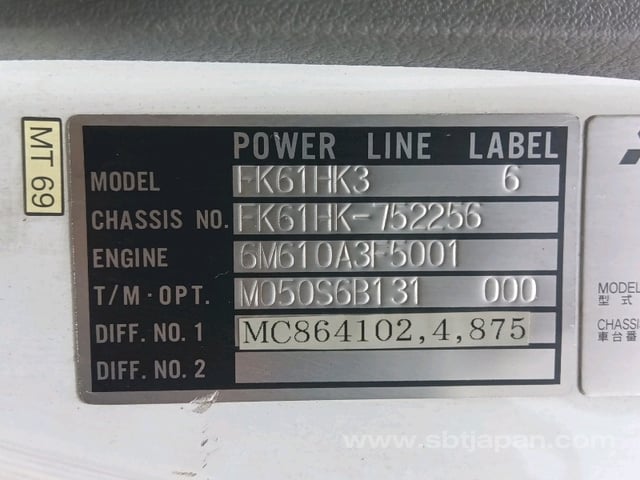 MT 69
POWER LINE LABEL
MODEL FK61HK3 6
CHASSIS NO. FK61HK-752256
ENGINE 6M610A3F5001
T/M·OPT. M050S6B131 000
DIFF. NO. 1 MC864102,4,875
DIFF. NO. 2
MODEL
型式
CHASSI
車台番
www.sbtjapan.com